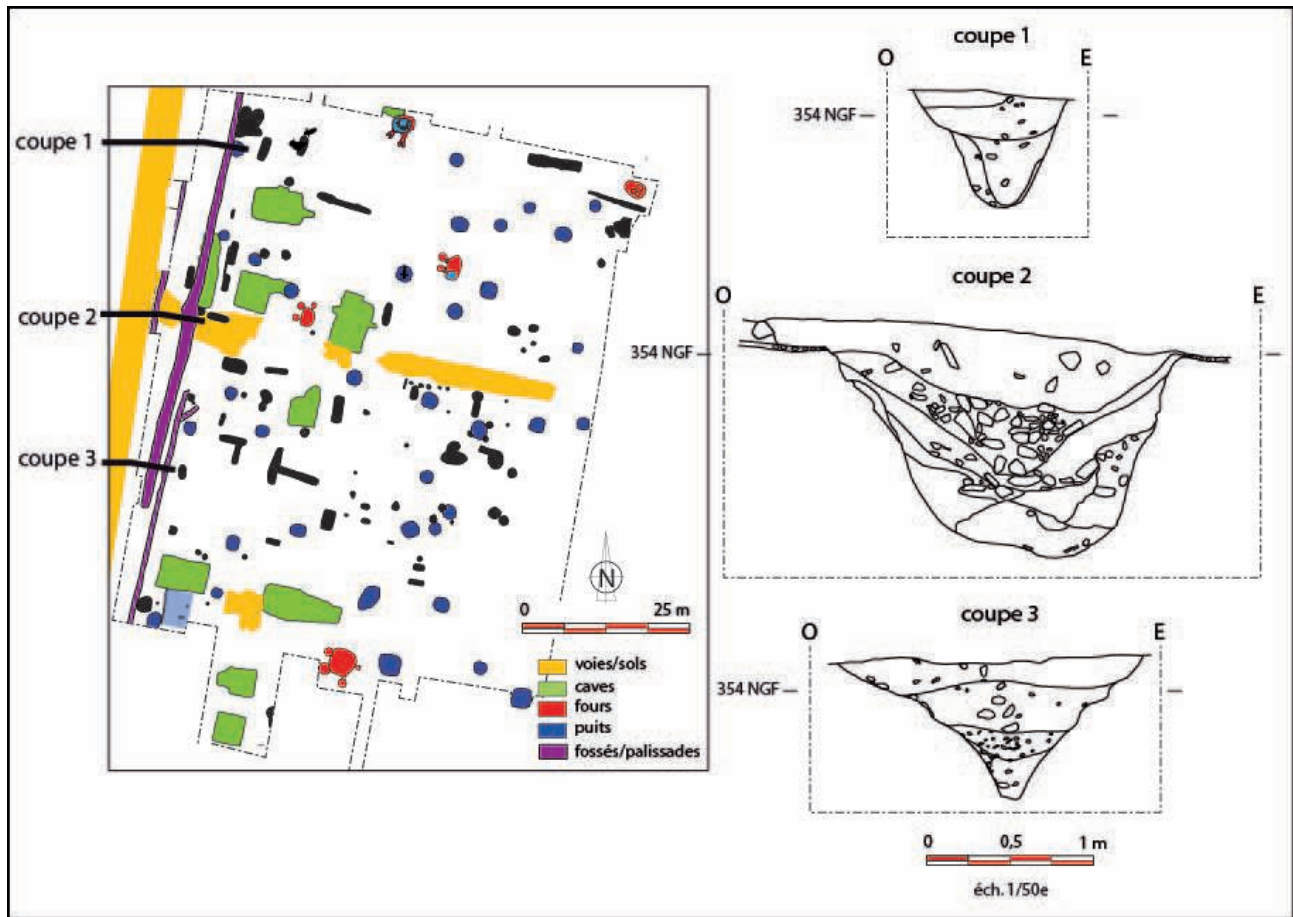 coupe 1
coupe 2
coupe 3
N
0 25 m
voies/sols
caves
fours
puits
fossés/palissades
coupe 1
O E
354 NGF
coupe 2
O E
354 NGF
coupe 3
O E
354 NGF
0 0,5 1 m
éch. 1/50e